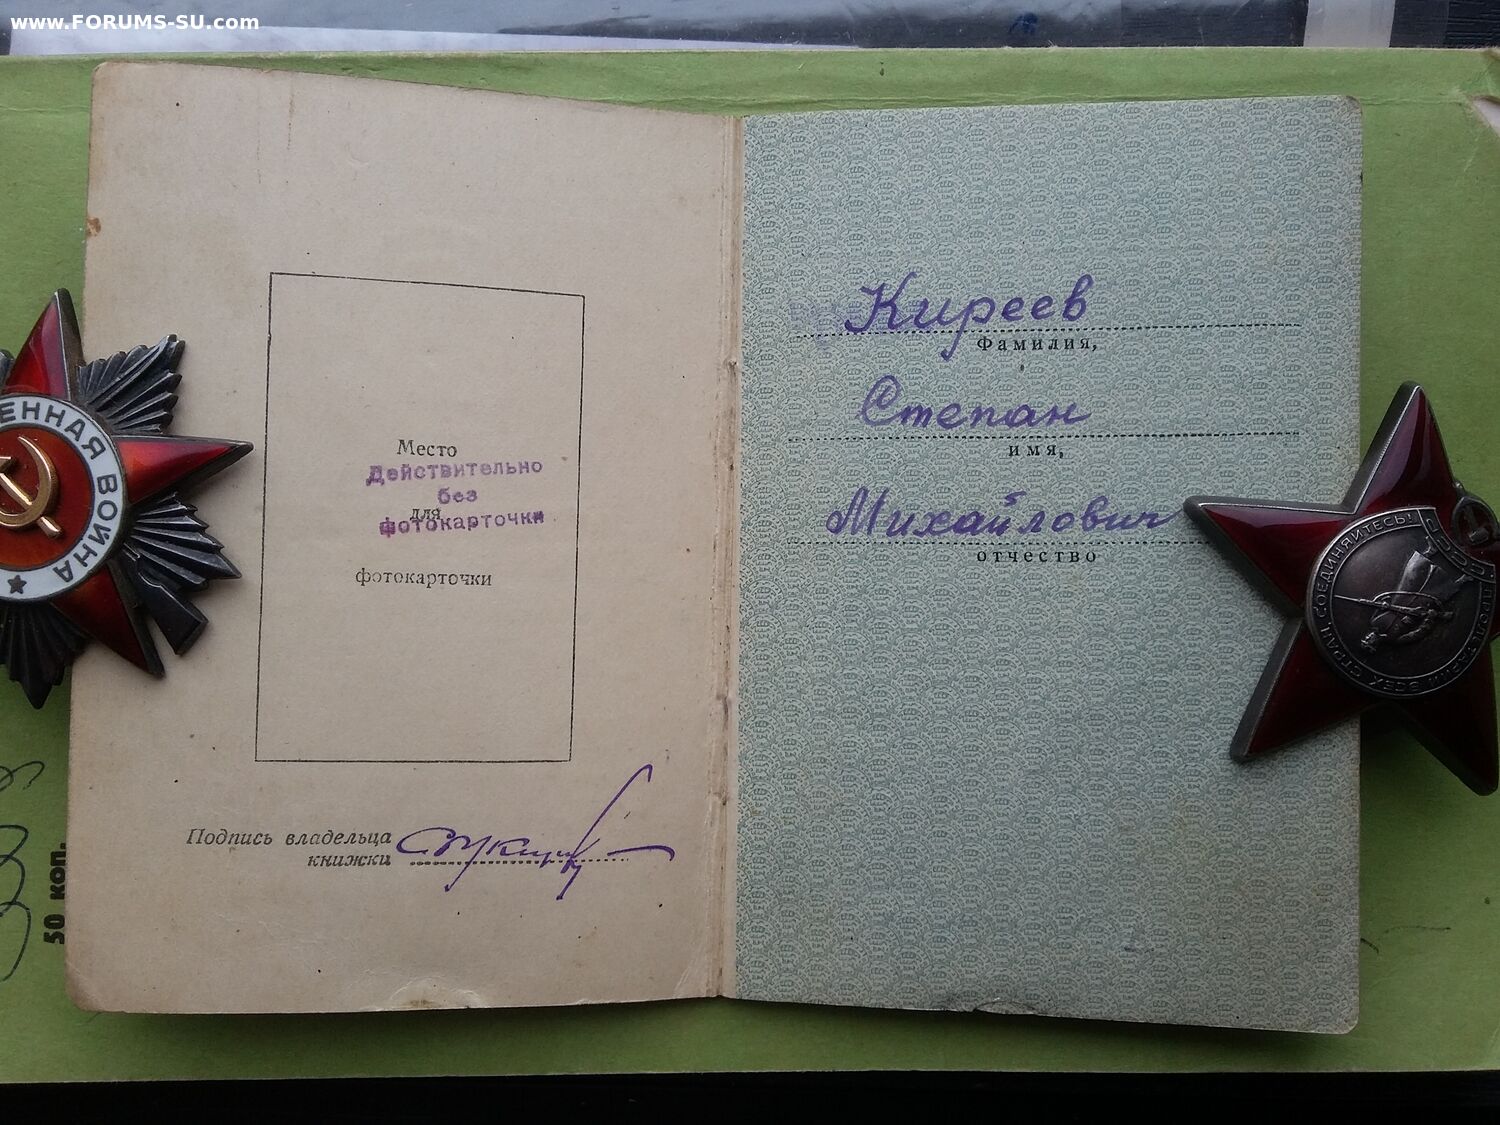 www.FORUMS-SU.com
Место
Действительно
без
для
фотокарточки
фотокарточки
Подпись владельца
книжки
50 коп.
Киреев
Фамилия,
Степан
имя,
Михайлович
отчество
ЕННАЯ ВОЙНА
ПРОЛЕТАРИИ ВСЕХ СТРАН, СОЕДИНЯЙТЕСЬ!
СССР